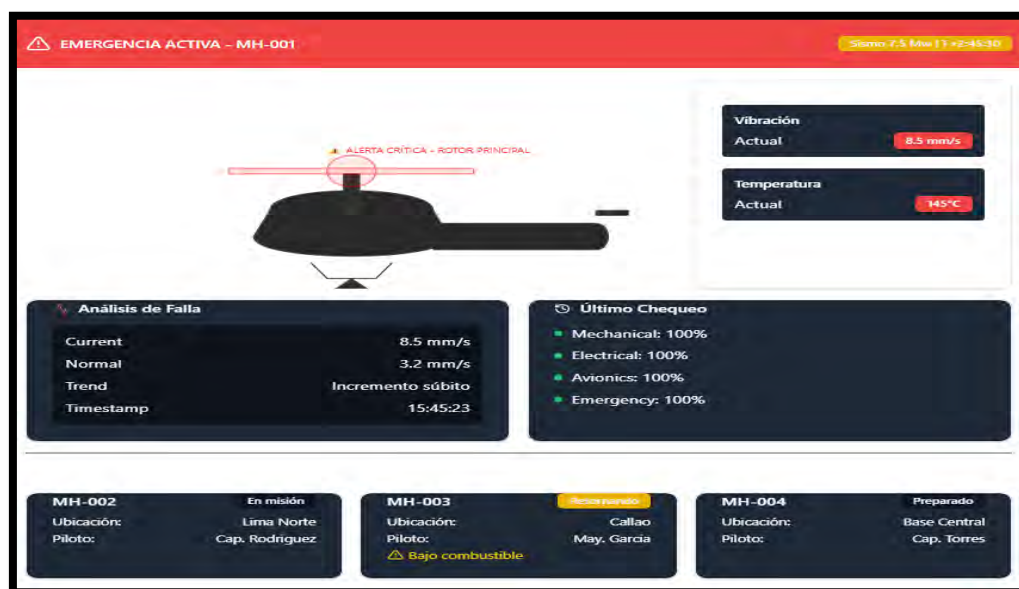 EMERGENCIA ACTIVA – MH-001
Sismo 7.5 Mw | T+2:45:30
ALERTA CRÍTICA - ROTOR PRINCIPAL
Vibración
Actual 8.5 mm/s
Temperatura
Actual 145°C
Análisis de Falla
Current 8.5 mm/s
Normal 3.2 mm/s
Trend Incremento súbito
Timestamp 15:45:23
Último Chequeo
Mechanical: 100%
Electrical: 100%
Avionics: 100%
Emergency: 100%
MH-002 En misión
Ubicación: Lima Norte
Piloto: Cap. Rodriguez
MH-003 Retornando
Ubicación: Callao
Piloto: May. Garcia
Bajo combustible
MH-004 Preparado
Ubicación: Base Central
Piloto: Cap. Torres